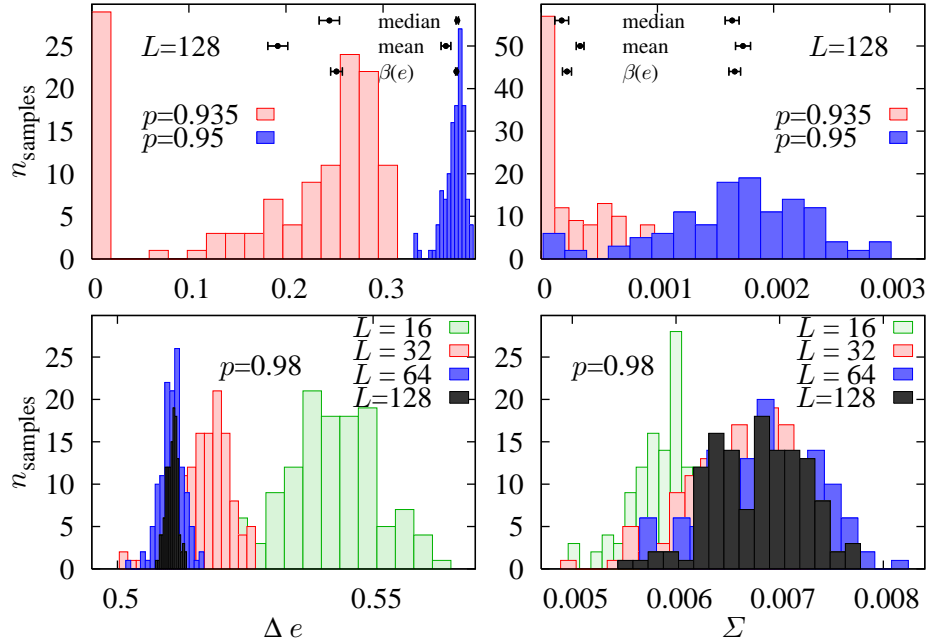 median
mean
β(e)
L=128
p=0.935
p=0.95
n_samples
25
20
15
10
5
0
0 0.1 0.2 0.3
median
mean
β(e)
L=128
p=0.935
p=0.95
50
40
30
20
10
0
0 0.001 0.002 0.003
L = 16
L = 32
L = 64
L=128
p=0.98
n_samples
25
20
15
10
5
0
0.5 0.55
Δ e
L = 16
L = 32
L = 64
L=128
p=0.98
25
20
15
10
5
0
0.005 0.006 0.007 0.008
Σ